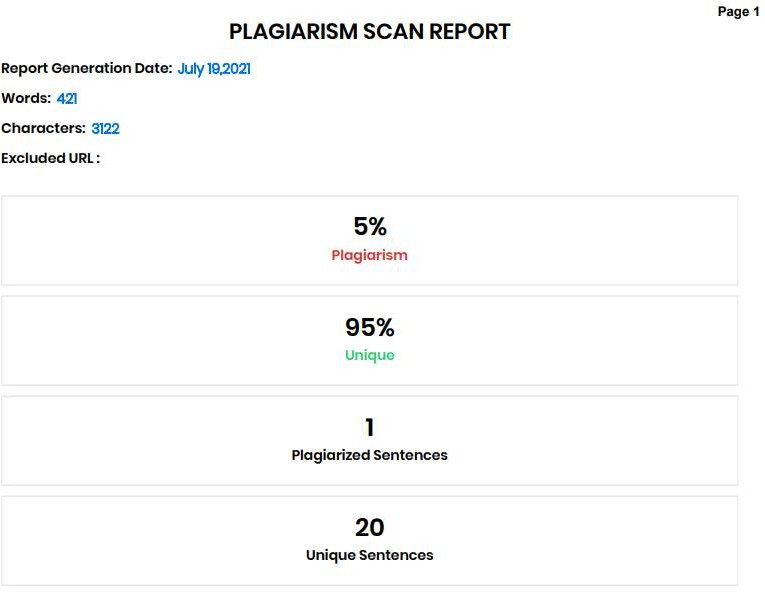 Page 1
PLAGIARISM SCAN REPORT
Report Generation Date: July 19,2021
Words: 421
Characters: 3122
Excluded URL :
5%
Plagiarism
95%
Unique
1
Plagiarized Sentences
20
Unique Sentences